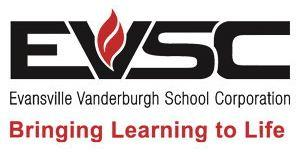 EVSC
Evansville Vanderburgh School Corporation
Bringing Learning to Life